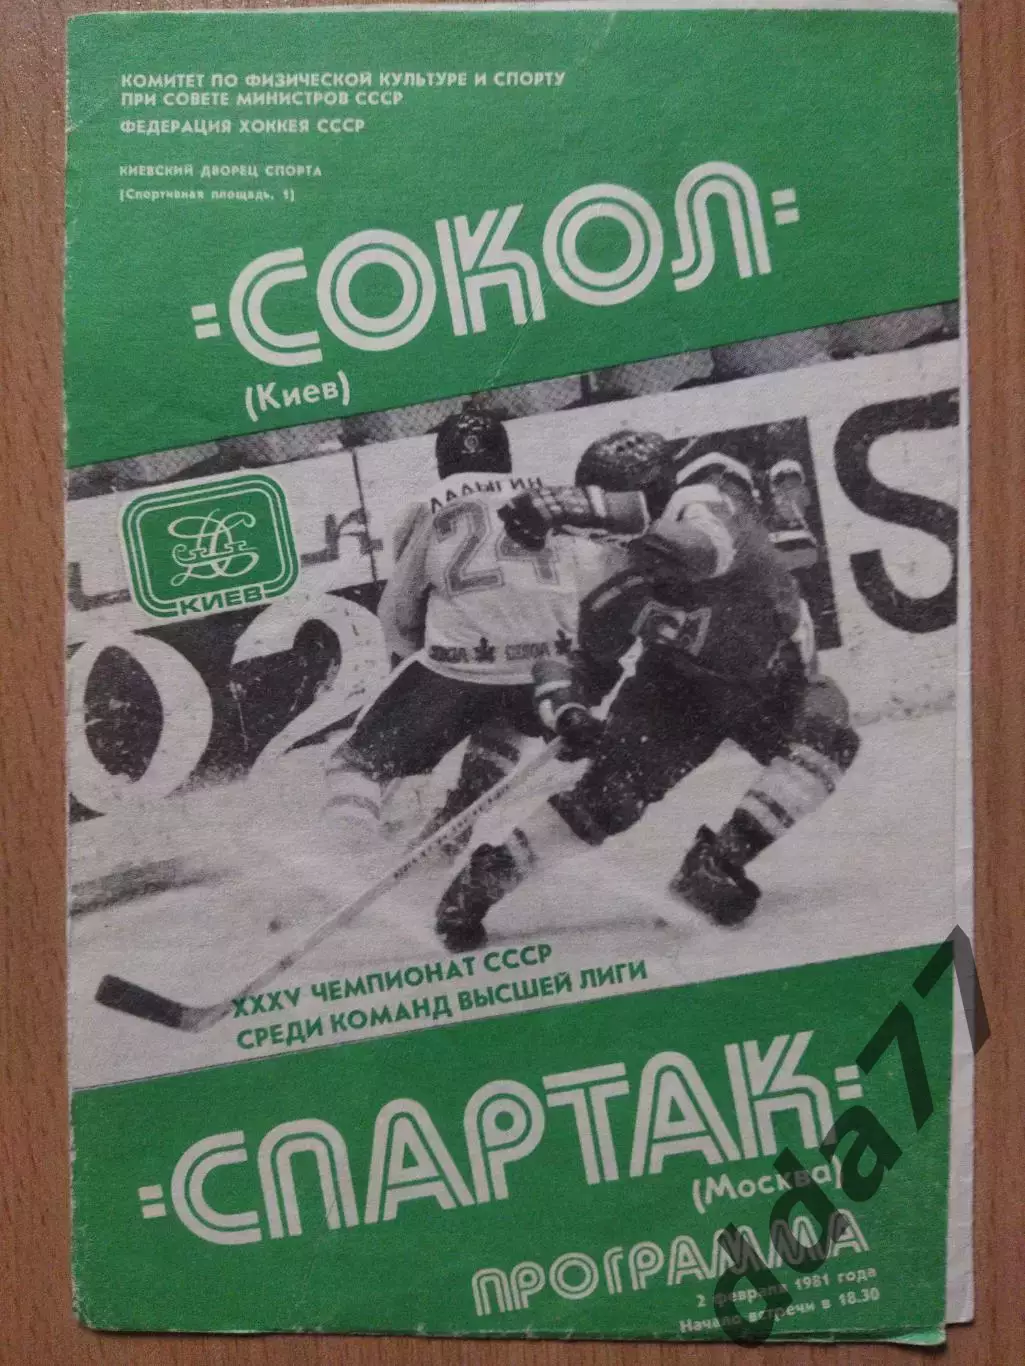 КОМИТЕТ ПО ФИЗИЧЕСКОЙ КУЛЬТУРЕ И СПОРТУ
ПРИ СОВЕТЕ МИНИСТРОВ СССР
ФЕДЕРАЦИЯ ХОККЕЯ СССР
КИЕВСКИЙ ДВОРЕЦ СПОРТА
(Спортивная площадь, 1)
"СОКОЛ"
(Киев)
ЛАДЫГИН
24
КИЕВ
XXXV ЧЕМПИОНАТ СССР
СРЕДИ КОМАНД ВЫСШЕЙ ЛИГИ
"СПАРТАК"
(Москва)
ПРОГРАММА
2 февраля 1981 года
Начало встречи в 18.30
dda77